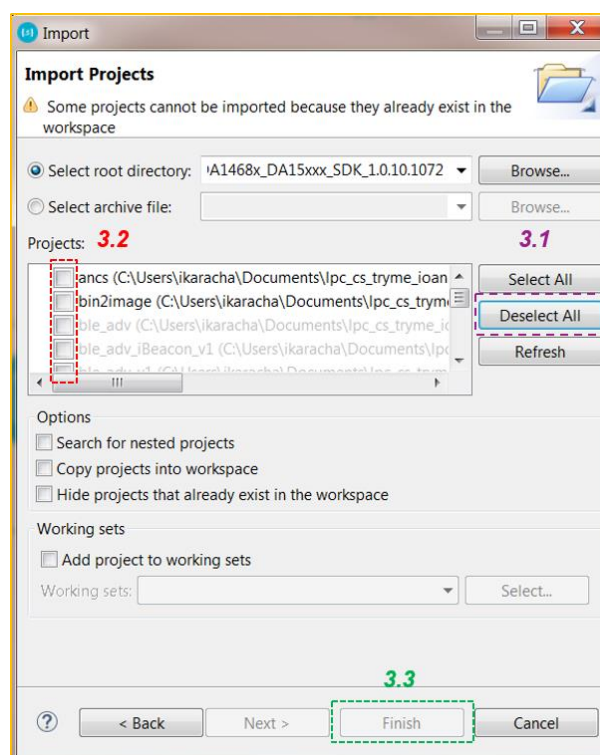 Import
Import Projects
Some projects cannot be imported because they already exist in the
workspace
Select root directory: A1468x_DA15xxx_SDK_1.0.10.1072 Browse...
Select archive file: Browse...
Projects: 3.2 3.1
ancs (C:\Users\ikaracha\Documents\lpc_cs_tryme_ioan Select All
bin2image (C:\Users\ikaracha\Documents\lpc_cs_tryme Deselect All
ble_adv (C:\Users\ikaracha\Documents\lpc_cs_tryme_io
ble_adv_iBeacon_v1 (C:\Users\ikaracha\Documents\lpc Refresh
Options
Search for nested projects
Copy projects into workspace
Hide projects that already exist in the workspace
Working sets
Add project to working sets
Working sets: Select...
3.3
< Back Next > Finish Cancel